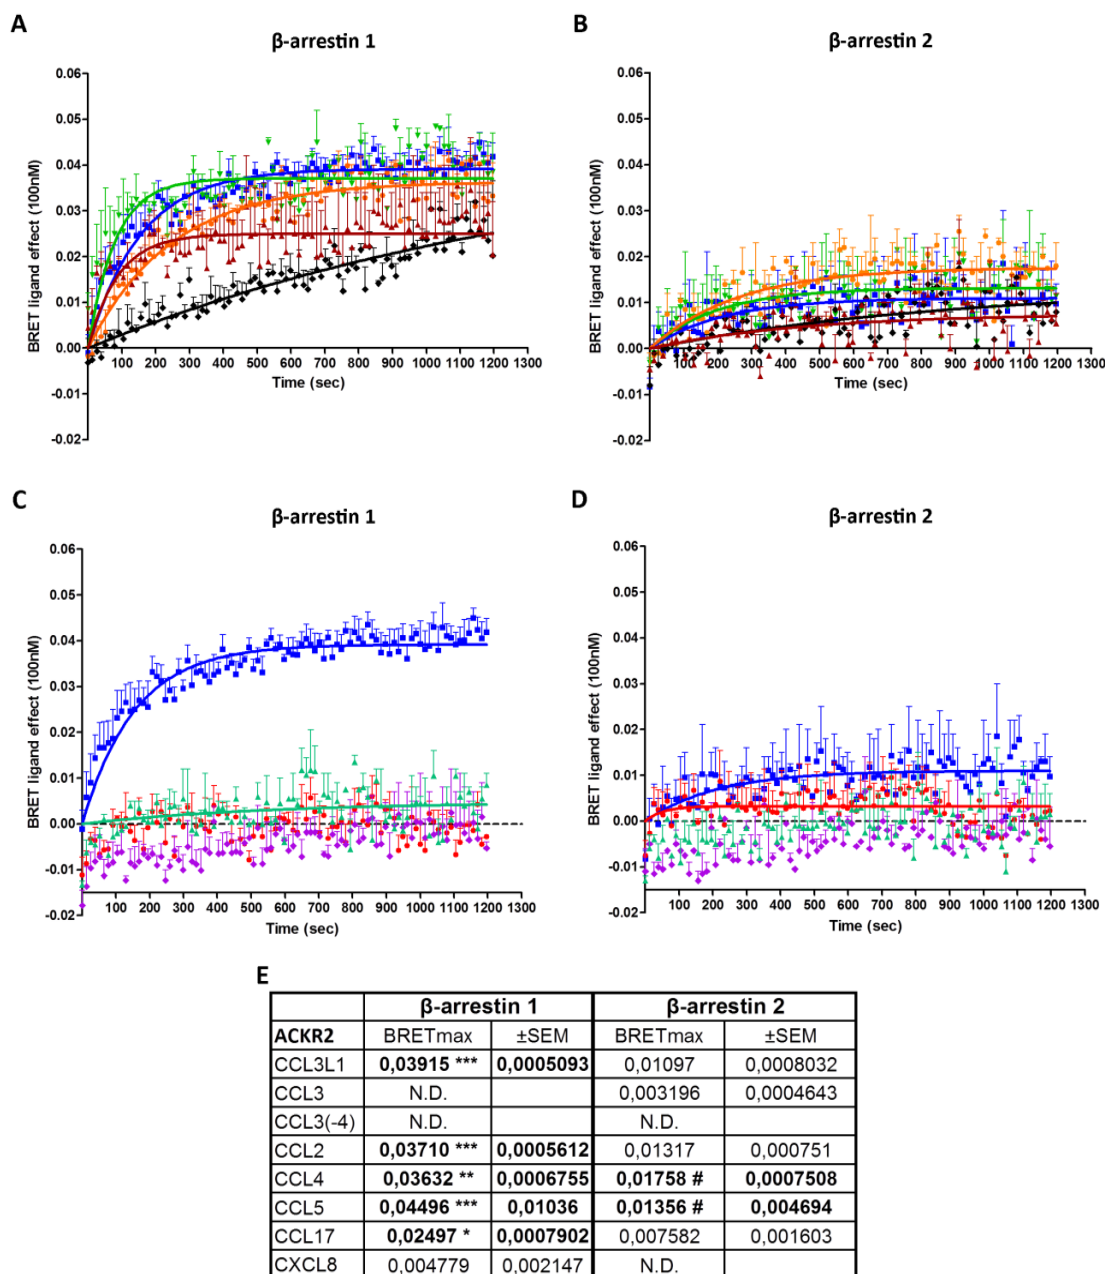 A
β-arrestin 1
0.06
0.05
0.04
0.03
0.02
0.01
0.00
-0.01
-0.02
100 200 300 400 500 600 700 800 900 1000 1100 1200 1300
Time (sec)
BRET ligand effect (100nM)
B
β-arrestin 2
0.06
0.05
0.04
0.03
0.02
0.01
0.00
-0.01
-0.02
100 200 300 400 500 600 700 800 900 1000 1100 1200 1300
Time (sec)
BRET ligand effect (100nM)
C
β-arrestin 1
0.06
0.05
0.04
0.03
0.02
0.01
0.00
-0.01
-0.02
100 200 300 400 500 600 700 800 900 1000 1100 1200 1300
Time (sec)
BRET ligand effect (100nM)
D
β-arrestin 2
0.06
0.05
0.04
0.03
0.02
0.01
0.00
-0.01
-0.02
100 200 300 400 500 600 700 800 900 1000 1100 1200 1300
Time (sec)
BRET ligand effect (100nM)
E
β-arrestin 1 β-arrestin 2
ACKR2 BRETmax ±SEM BRETmax ±SEM
CCL3L1 0,03915 *** 0,0005093 0,01097 0,0008032
CCL3 N.D. 0,003196 0,0004643
CCL3(-4) N.D. N.D.
CCL2 0,03710 *** 0,0005612 0,01317 0,000751
CCL4 0,03632 ** 0,0006755 0,01758 # 0,0007508
CCL5 0,04496 *** 0,01036 0,01356 # 0,004694
CCL17 0,02497 * 0,0007902 0,007582 0,001603
CXCL8 0,004779 0,002147 N.D.